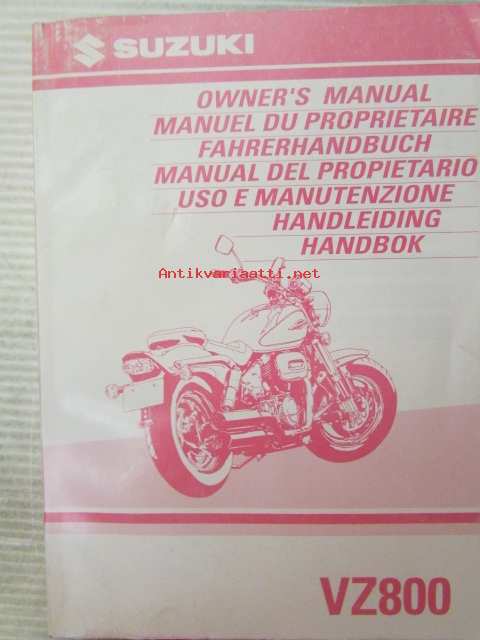 SUZUKI
OWNER'S MANUAL
MANUEL DU PROPRIETAIRE
FAHRERHANDBUCH
MANUAL DEL PROPIETARIO
USO E MANUTENZIONE
HANDLEIDING
HANDBOK
Antikvariaatti.net
VZ800